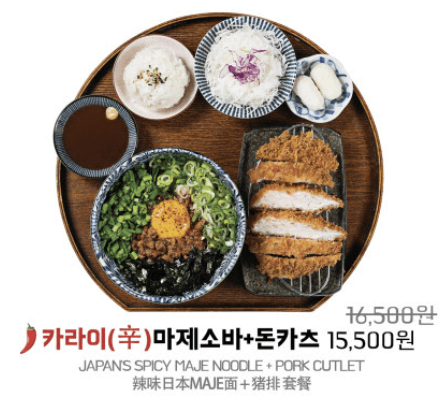 16,500원
카라이(辛)마제소바+돈카츠 15,500원
JAPAN'S SPICY MAJE NOODLE + PORK CUTLET
辣味日本MAJE面+猪排 套餐